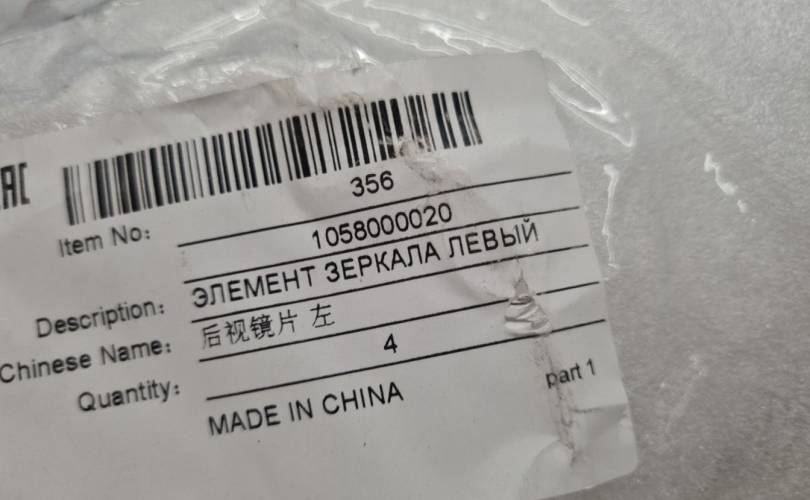 EAC
356
Item No:
1058000020
Description: ЭЛЕМЕНТ ЗЕРКАЛА ЛЕВЫЙ
Chinese Name: 后视镜片 左
Quantity: 4
MADE IN CHINA
part 1